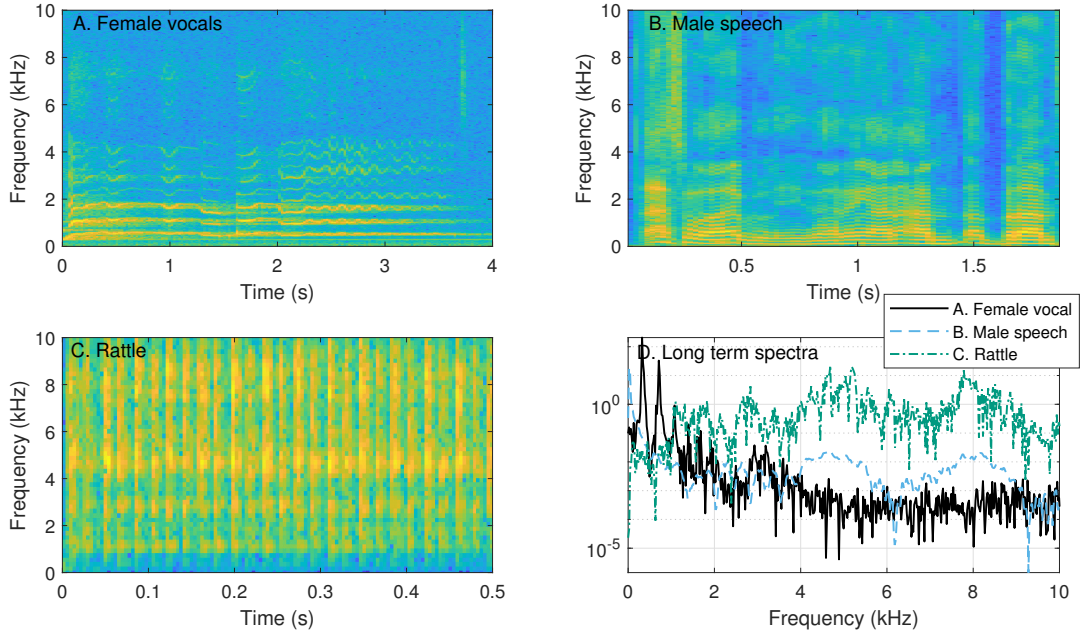 A. Female vocals
Frequency (kHz)
10
8
6
4
2
0
0 1 2 3 4
Time (s)
B. Male speech
Frequency (kHz)
10
8
6
4
2
0
0.5 1 1.5
Time (s)
C. Rattle
Frequency (kHz)
10
8
6
4
2
0
0 0.1 0.2 0.3 0.4 0.5
Time (s)
A. Female vocal
B. Male speech
C. Rattle
D. Long term spectra
10⁰
10⁻⁵
0 2 4 6 8 10
Frequency (kHz)